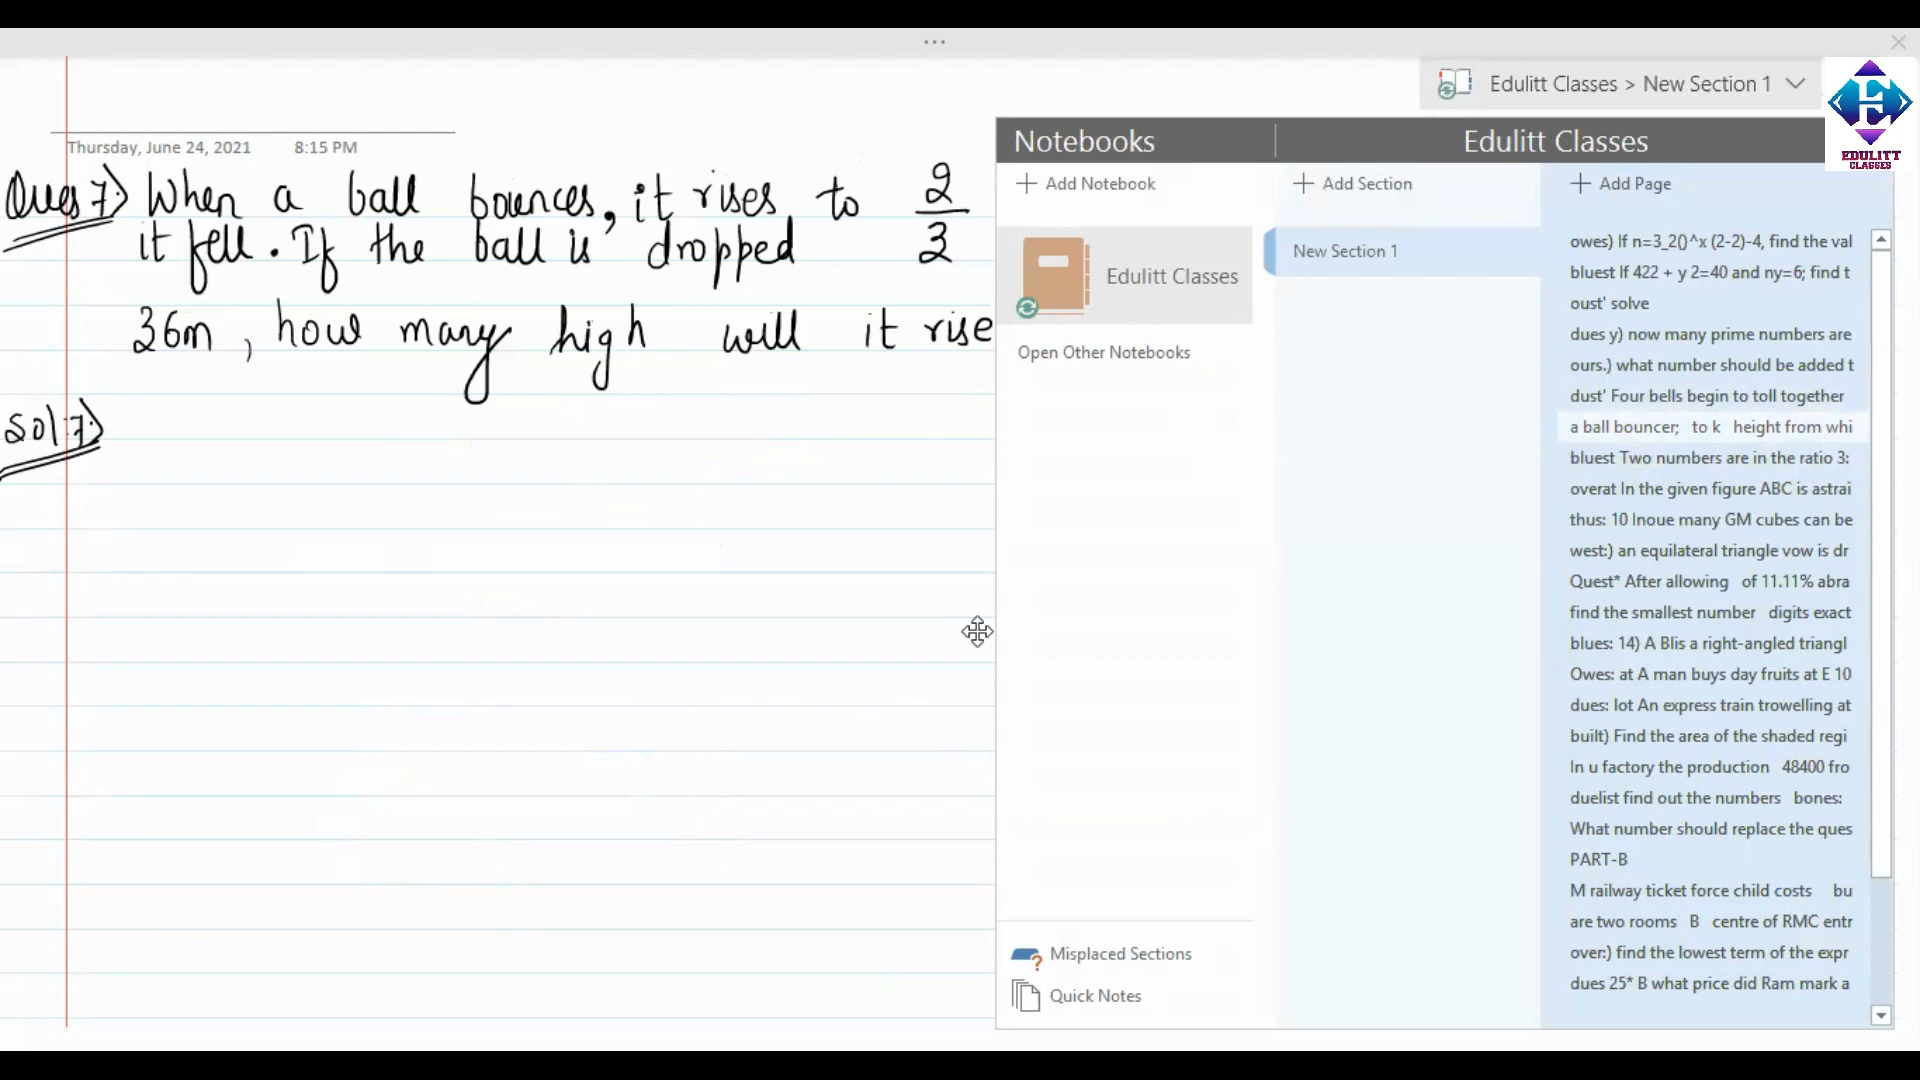 Edulitt Classes > New Section 1
E
EDULITT
CLASSES
Thursday, June 24, 2021 8:15 PM
Ques 7:) When a ball bounces, it rises to 2/3
it fell. If the ball is dropped
36m, how many high will it rise
Sol 7:)
Notebooks
Edulitt Classes
Add Notebook
Add Section
Add Page
Edulitt Classes
Open Other Notebooks
New Section 1
owes) If n=3_2()^x (2-2)-4, find the val
bluest If 422 + y 2=40 and ny=6; find t
oust' solve
dues y) now many prime numbers are
ours.) what number should be added t
dust' Four bells begin to toll together
a ball bouncer; to k height from whi
bluest Two numbers are in the ratio 3:
overat In the given figure ABC is astrai
thus: 10 Inoue many GM cubes can be
west:) an equilateral triangle vow is dr
Quest* After allowing of 11.11% abra
find the smallest number digits exact
blues: 14) A Blis a right-angled triangl
Owes: at A man buys day fruits at E 10
dues: lot An express train trowelling at
built) Find the area of the shaded regi
In u factory the production 48400 fro
duelist find out the numbers bones:
What number should replace the ques
PART-B
M railway ticket force child costs bu
are two rooms B centre of RMC entr
over:) find the lowest term of the expr
dues 25* B what price did Ram mark a
Misplaced Sections
Quick Notes